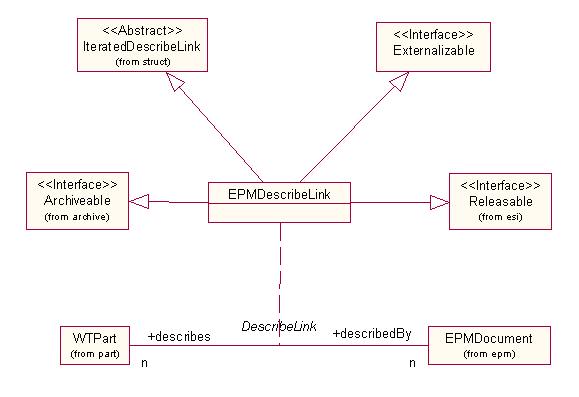 <<Abstract>>
IteratedDescribeLink
(from struct)
<<Interface>>
Externalizable
<<Interface>>
Archiveable
(from archive)
EPMDescribeLink
<<Interface>>
Releasable
(from esi)
DescribeLink
WTPart
(from part)
+describes
n
+describedBy
n
EPMDocument
(from epm)